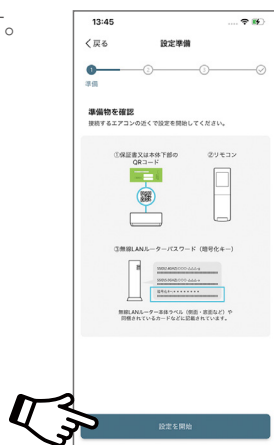 。
13:45
戻る 設定準備
1 2 3
準備
準備物を確認
接続するエアコンの近くで設定を開始してください。
①保証書又は本体下部の
QRコード
②リモコン
③無線LANルーターパスワード（暗号化キー）
無線LANルーター本体ラベル（側面・底面など）や
同梱されているカードなどに記載されています。
設定を開始